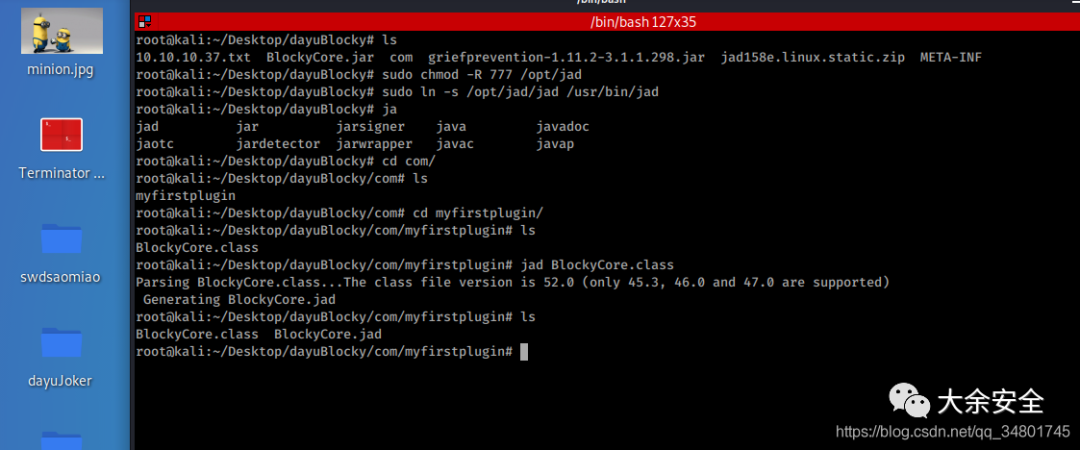 /bin/bash
/bin/bash 127x35
root@kali:~/Desktop/dayuBlocky# ls
10.10.10.37.txt  BlockyCore.jar  com  griefprevention-1.11.2-3.1.1.298.jar  jad158e.linux.static.zip  META-INF
root@kali:~/Desktop/dayuBlocky# sudo chmod -R 777 /opt/jad
root@kali:~/Desktop/dayuBlocky# sudo ln -s /opt/jad/jad /usr/bin/jad
root@kali:~/Desktop/dayuBlocky# ja
jad          jar          jarsigner    java         javadoc
jaotc        jardetector  jarwrapper   javac        javap
root@kali:~/Desktop/dayuBlocky# cd com/
root@kali:~/Desktop/dayuBlocky/com# ls
myfirstplugin
root@kali:~/Desktop/dayuBlocky/com# cd myfirstplugin/
root@kali:~/Desktop/dayuBlocky/com/myfirstplugin# ls
BlockyCore.class
root@kali:~/Desktop/dayuBlocky/com/myfirstplugin# jad BlockyCore.class
Parsing BlockyCore.class...The class file version is 52.0 (only 45.3, 46.0 and 47.0 are supported)
 Generating BlockyCore.jad
root@kali:~/Desktop/dayuBlocky/com/myfirstplugin# ls
BlockyCore.class  BlockyCore.jad
root@kali:~/Desktop/dayuBlocky/com/myfirstplugin#
minion.jpg
Terminator ...
swdsaomiao
dayuJoker
大余安全
https://blog.csdn.net/qq_34801745